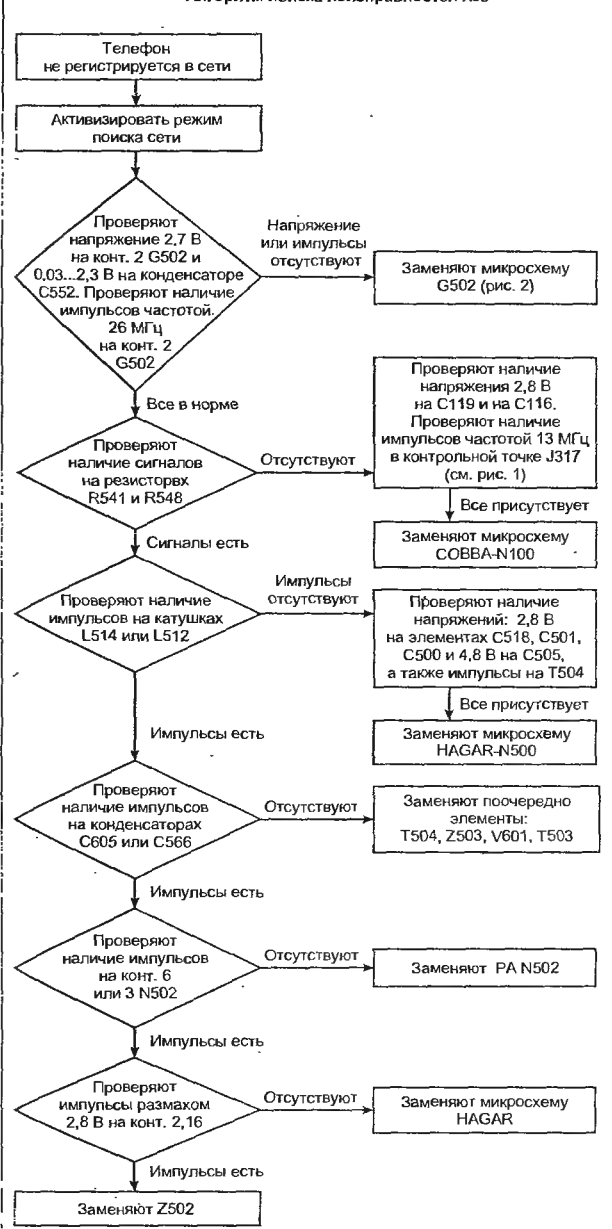 Телефон
не регистрируется в сети
Активизировать режим
поиска сети
Проверяют
напряжение 2,7 В
на конт. 2 G502 и
0,03...2,3 В на конденсаторе
C552. Проверяют наличие
импульсов частотой.
26 МГц
на конт. 2
G502
Напряжение
или импульсы
отсутствуют
Заменяют микросхему
G502 (рис. 2)
Все в норме
Проверяют
наличие сигналов
на резисторвх
R541 и R548
Отсутствуют
Проверяют наличие
напряжения 2,8 В
на C119 и на C116.
Проверяют наличие
импульсов частотой 13 МГц
в контрольной точке J317
(см. рис. 1)
Все присутствует
Заменяют микросхему
COBBA-N100
Сигналы есть
Проверяют наличие
импульсов на катушках
L514 или L512
Импульсы
отсутствуют
Проверяют наличие
напряжений: 2,8 В
на элементах C518, C501,
C500 и 4,8 В на C505,
а также импульсы на T504
Все присутствует
Заменяют микросхему
HAGAR-N500
Импульсы есть
Проверяют
наличие импульсов
на конденсаторах
C605 или C566
Отсутствуют
Заменяют поочередно
элементы:
T504, Z503, V601, T503
Импульсы есть
Проверяют
наличие импульсов
на конт. 6
или 3 N502
Отсутствуют
Заменяют PA N502
Импульсы есть
Проверяют
импульсы размахом
2,8 В на конт. 2,16
Отсутствуют
Заменяют микросхему
HAGAR
Импульсы есть
Заменяют Z502